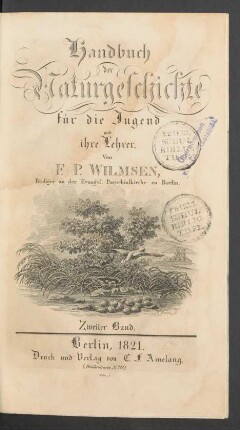 Handbuch
der
Naturgeschichte
für die Jugend
und
ihre Lehrer.
Von
F. P. WILMSEN,
Prediger an der Evangel. Parochialkirche zu Berlin.
Zweiter Band.
Berlin, 1821.
Druck und Verlag von C. F. Amelang.